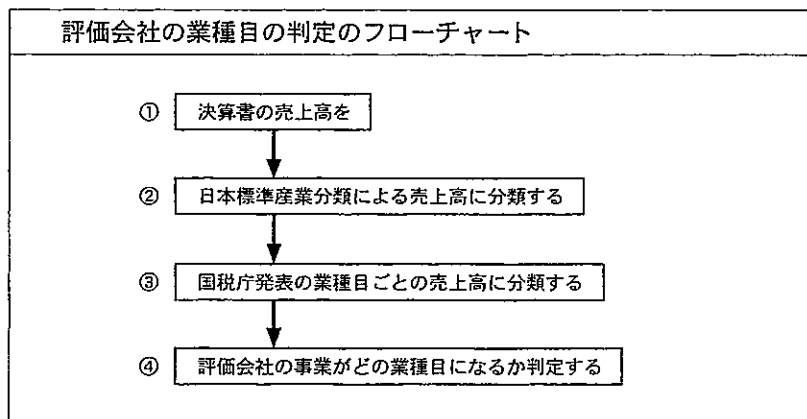 評価会社の業種目の判定のフローチャート
① 決算書の売上高を
② 日本標準産業分類による売上高に分類する
③ 国税庁発表の業種目ごとの売上高に分類する
④ 評価会社の事業がどの業種目になるか判定する